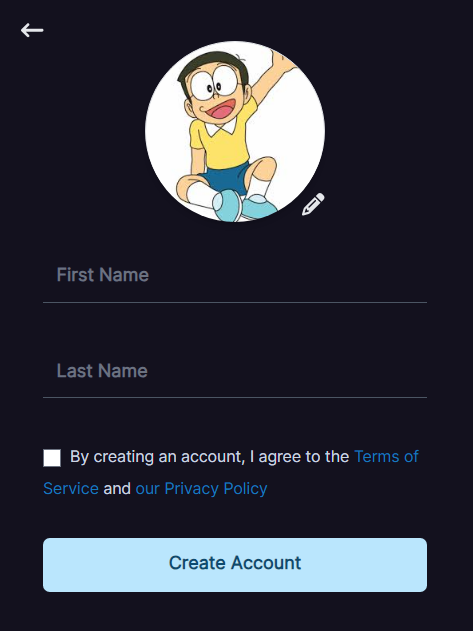 First Name
Last Name
By creating an account, I agree to the Terms of
Service and our Privacy Policy
Create Account